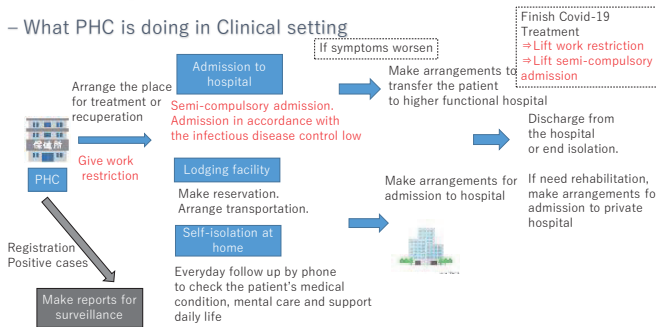 – What PHC is doing in Clinical setting
Finish Covid-19
Treatment
⇒Lift work restriction
⇒Lift semi-compulsory
admission
If symptoms worsen
Admission to
hospital
Make arrangements to
transfer the patient
to higher functional hospital
Arrange the place
for treatment or
recuperation
Semi-compulsory admission.
Admission in accordance with
the infectious disease control low
Discharge from
the hospital
or end isolation.
保健所
Give work
restriction
PHC
Lodging facility
Make reservation.
Arrange transportation.
Make arrangements for
admission to hospital
If need rehabilitation,
make arrangements fo
admission to private
hospital
Self-isolation at
home
Registration
Positive cases
Everyday follow up by phone
to check the patient’s medical
condition, mental care and support
daily life
Make reports for
surveillance